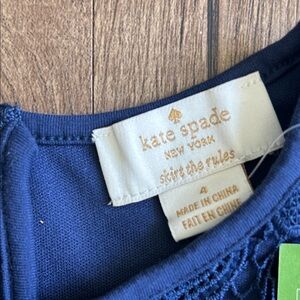 kate spade
NEW YORK
skirt the rules
4
MADE IN CHINA
FAIT EN CHINE